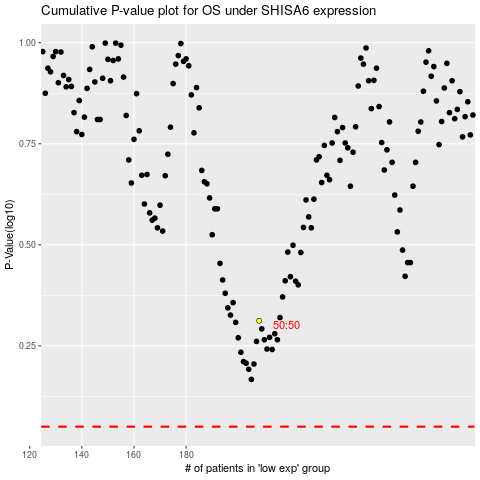 Cumulative P-value plot for OS under SHISA6 expression
P-Value(log10)
1.00
0.75
0.50
0.25
50:50
120 140 160 180
# of patients in 'low exp' group